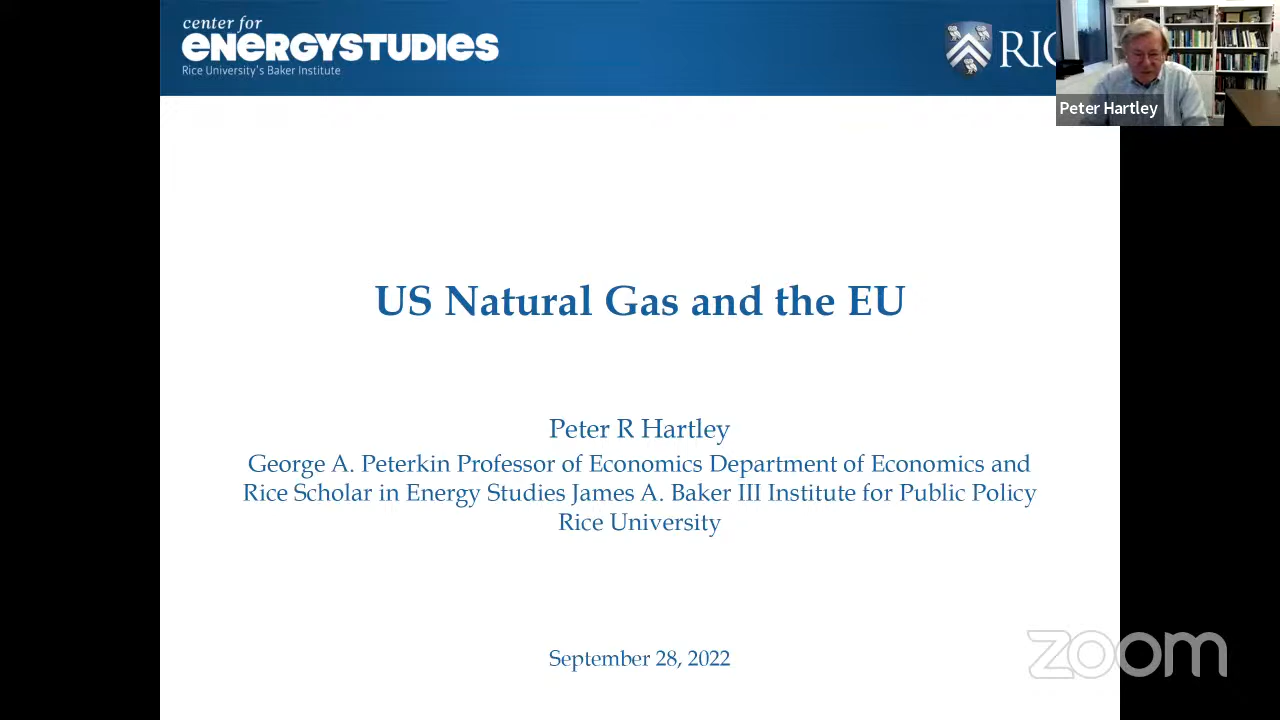 center for
ENERGYSTUDIES
Rice University's Baker Institute
RIC
Peter Hartley
US Natural Gas and the EU
Peter R Hartley
George A. Peterkin Professor of Economics Department of Economics and
Rice Scholar in Energy Studies James A. Baker III Institute for Public Policy
Rice University
September 28, 2022
zoom